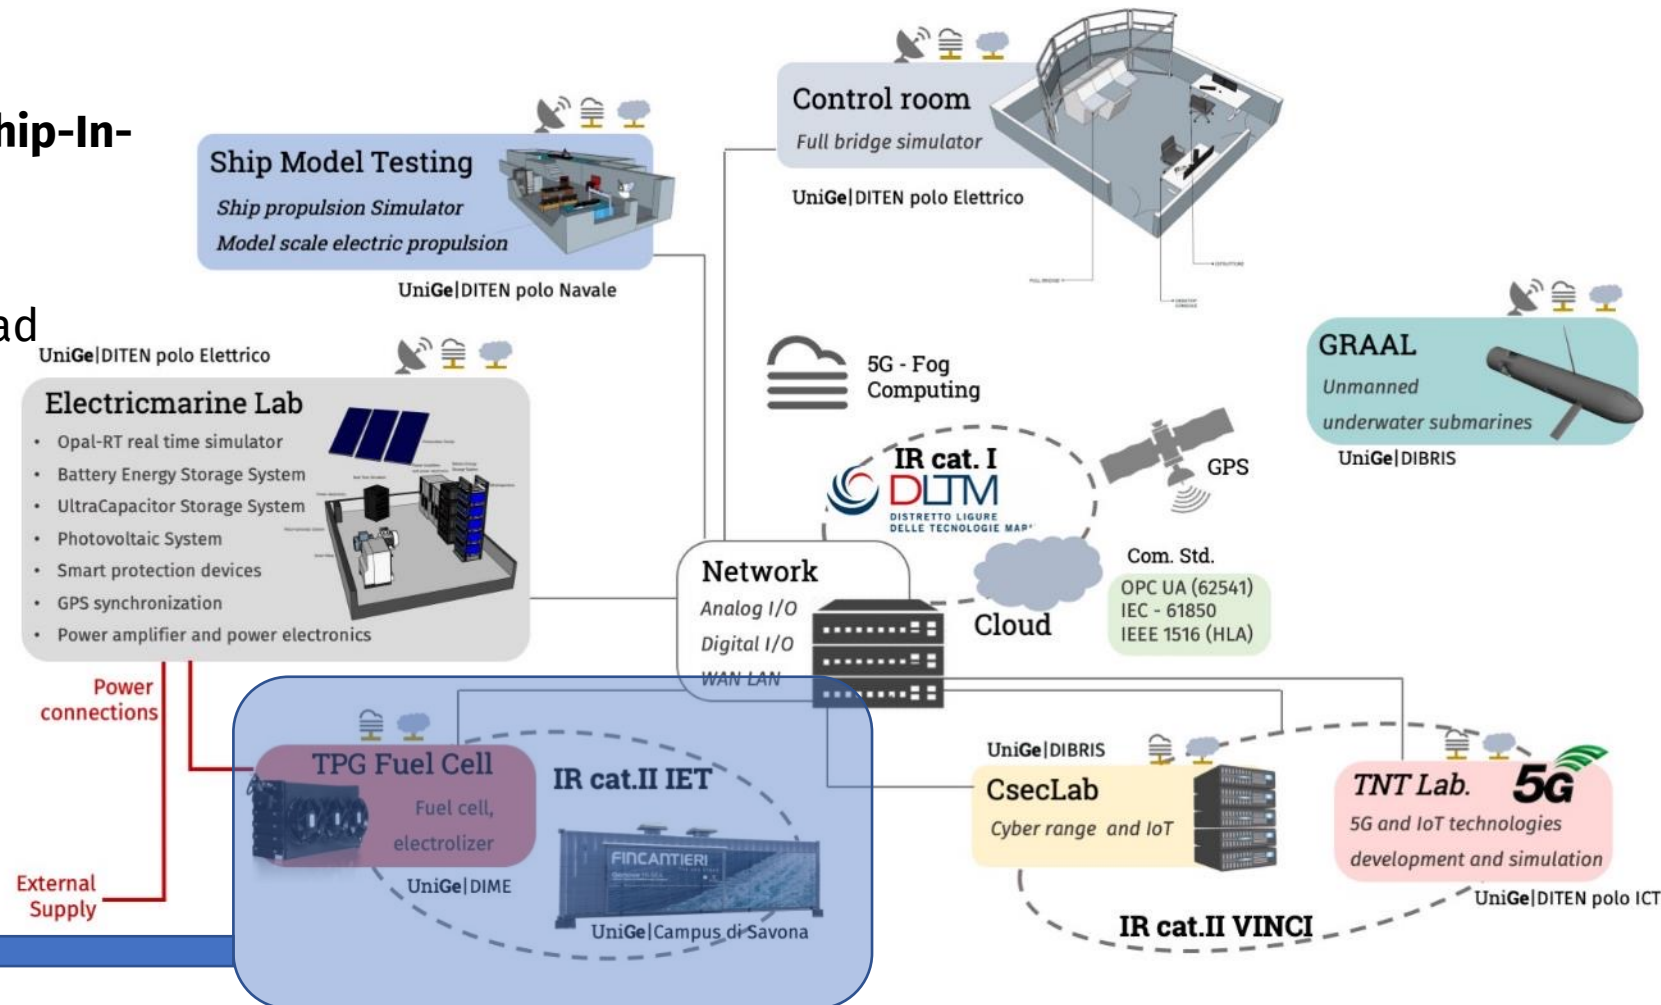 hip-In-
ad
Control room
Full bridge simulator
UniGe|DITEN polo Elettrico
Ship Model Testing
Ship propulsion Simulator
Model scale electric propulsion
UniGe|DITEN polo Navale
UniGe|DITEN polo Elettrico
Electricmarine Lab
• Opal-RT real time simulator
• Battery Energy Storage System
• UltraCapacitor Storage System
• Photovoltaic System
• Smart protection devices
• GPS synchronization
• Power amplifier and power electronics
5G - Fog
Computing
GRAAL
Unmanned
underwater submarines
UniGe|DIBRIS
IR cat. I
DLTM
DISTRETTO LIGURE
DELLE TECNOLOGIE MAR
GPS
Network
Analog I/O
Digital I/O
WAN LAN
Cloud
Com. Std.
OPC UA (62541)
IEC - 61850
IEEE 1516 (HLA)
Power
connections
External
Supply
TPG Fuel Cell
Fuel cell,
electrolizer
UniGe|DIME
IR cat.II IET
FINCANTIERI
UniGe|Campus di Savona
UniGe|DIBRIS
CsecLab
Cyber range and IoT
TNT Lab.
5G
5G and IoT technologies
development and simulation
UniGe|DITEN polo ICT
IR cat.II VINCI